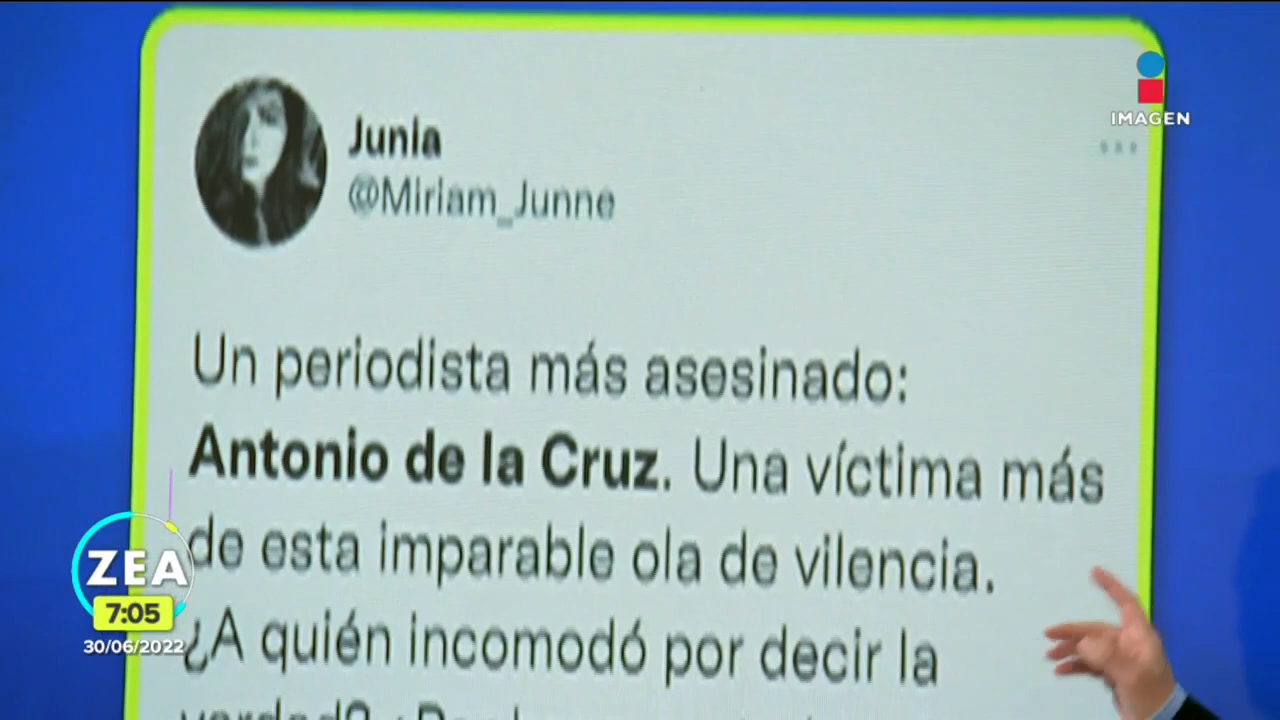 IMAGEN
Junia
@Miriam_Junne
Un periodista más asesinado:
Antonio de la Cruz. Una víctima más
de esta imparable ola de vilencia.
¿A quién incomodó por decir la
verdad?
ZEA
7:05
30/06/2022